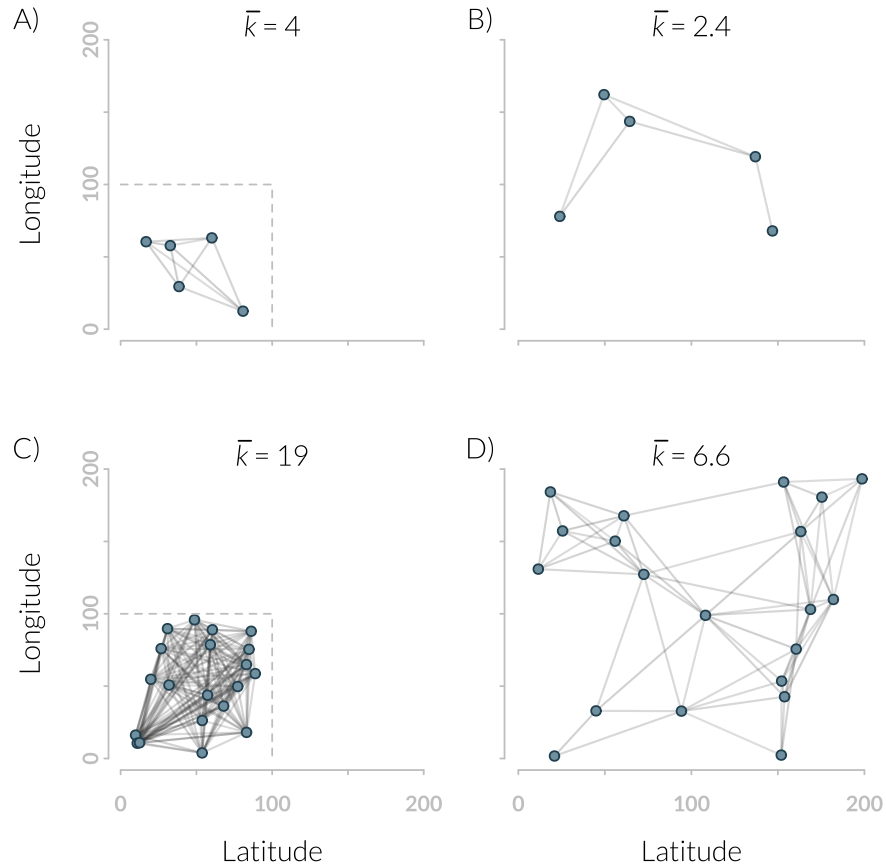 A)
k̅ = 4
B)
k̅ = 2.4
Longitude
0
100
200
C)
k̅ = 19
D)
k̅ = 6.6
Longitude
0
100
200
0
100
200
0
100
200
Latitude
Latitude